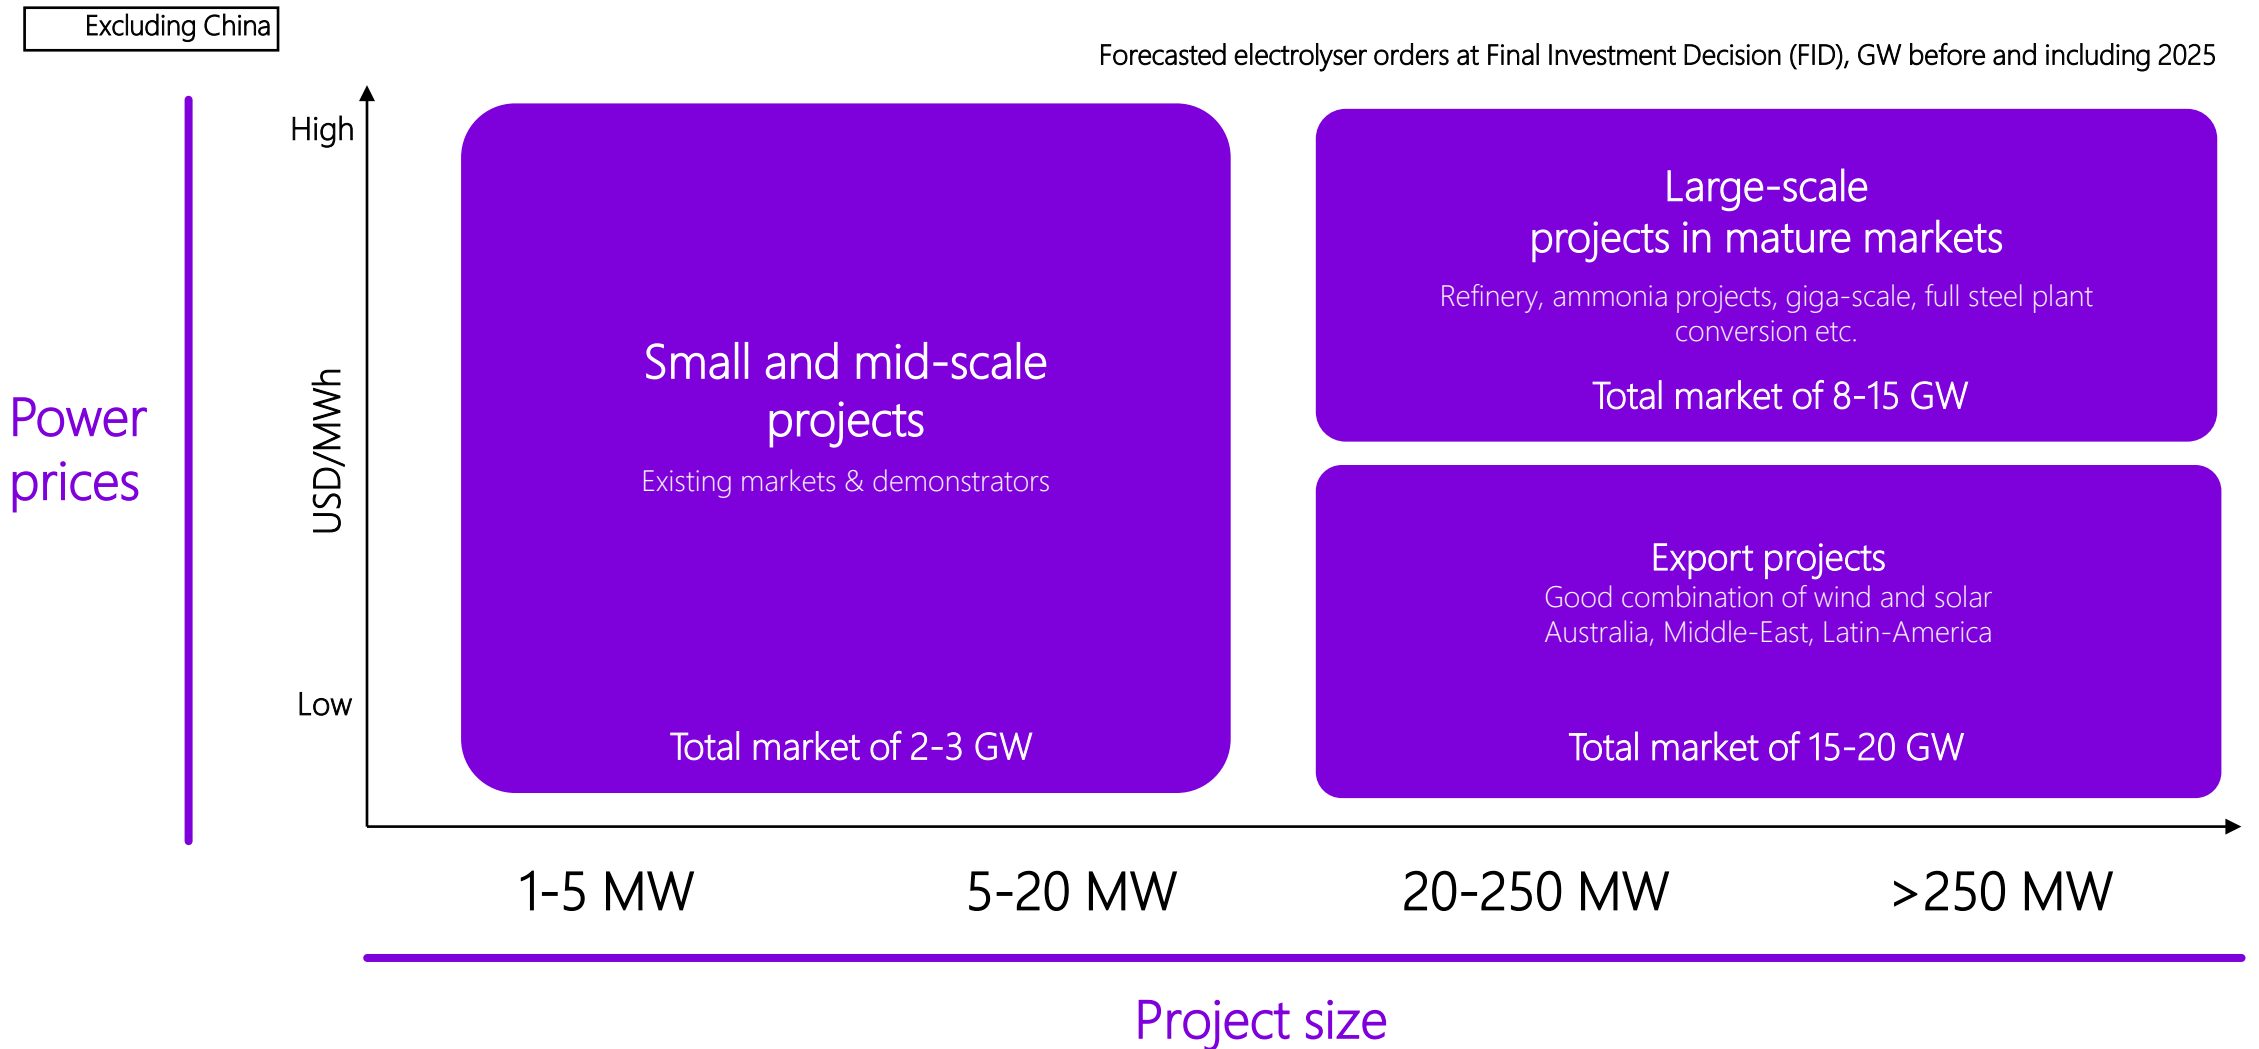 Excluding China
Forecasted electrolyser orders at Final Investment Decision (FID), GW before and including 2025
Power
prices
High
USD/MWh
Low
Small and mid-scale
projects
Existing markets & demonstrators
Total market of 2-3 GW
Large-scale
projects in mature markets
Refinery, ammonia projects, giga-scale, full steel plant
conversion etc.
Total market of 8-15 GW
Export projects
Good combination of wind and solar
Australia, Middle-East, Latin-America
Total market of 15-20 GW
1-5 MW
5-20 MW
20-250 MW
>250 MW
Project size